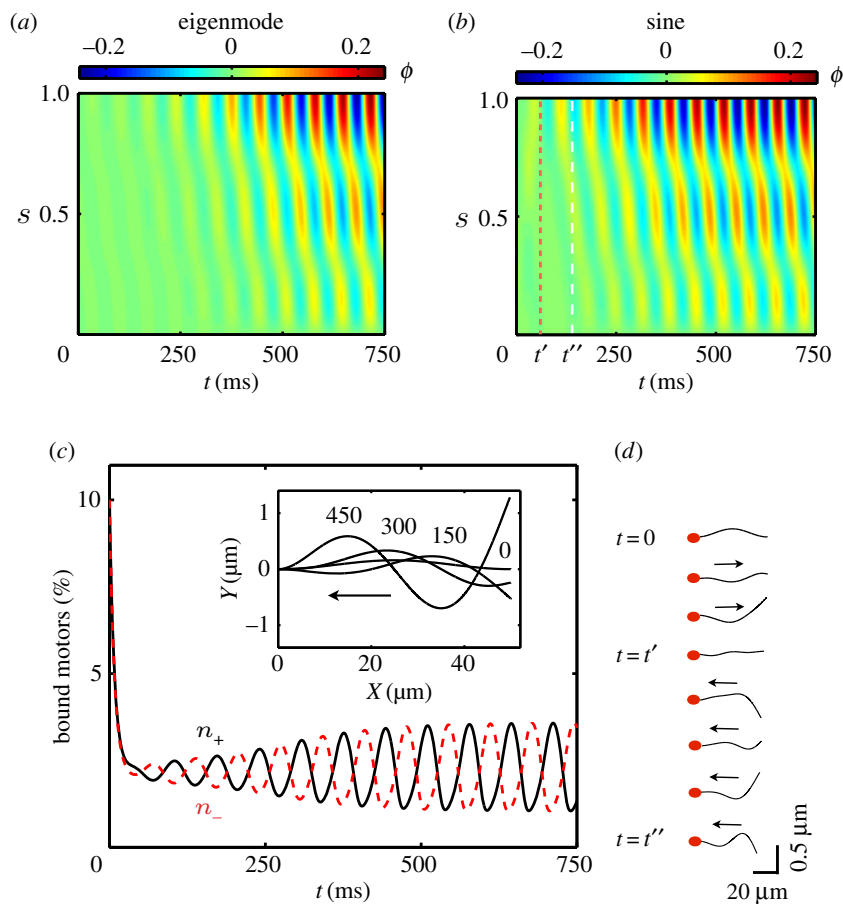 (a) eigenmode
−0.2 0 0.2 ϕ
1.0
s 0.5
0 250 500 750
t (ms)
(b) sine
−0.2 0 0.2 ϕ
1.0
s 0.5
0 t′ t″ 250 500 750
t (ms)
(c)
10
5
0
bound motors (%)
n+
n−
0 250 500 750
t (ms)
1
0
−1
Y (μm)
450 300 150 0
0 20 40
X (μm)
(d)
t = 0
t = t′
t = t″
0.5 μm
20 μm